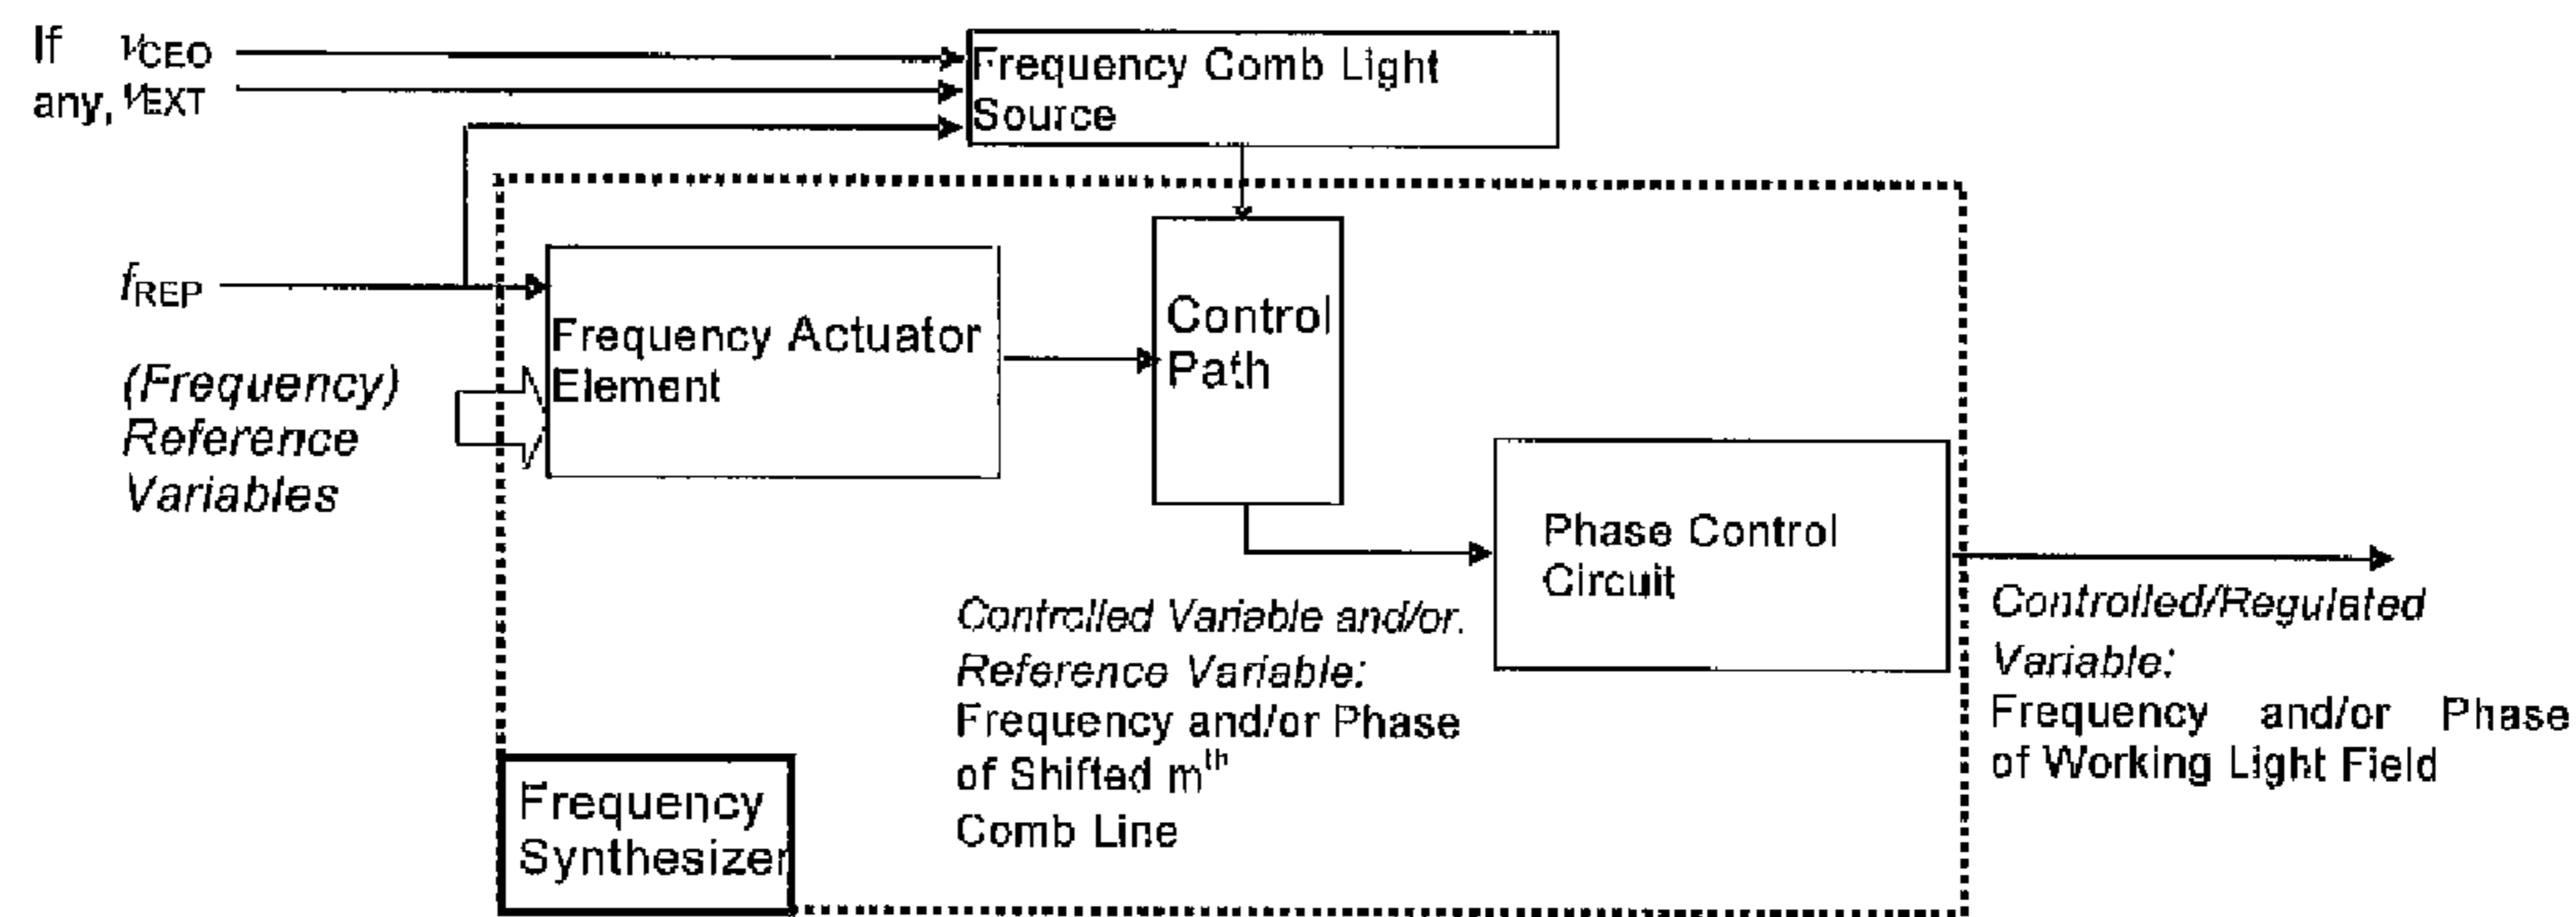 If νCEO
any, νEXT
Frequency Comb Light
Source
fREP
(Frequency)
Reference
Variables
Frequency Actuator
Element
Control
Path
Phase Control
Circuit
Controlled Variable and/or.
Reference Variable:
Frequency and/or Phase
of Shifted mth
Comb Line
Controlled/Regulated
Variable:
Frequency and/or Phase
of Working Light Field
Frequency
Synthesizer